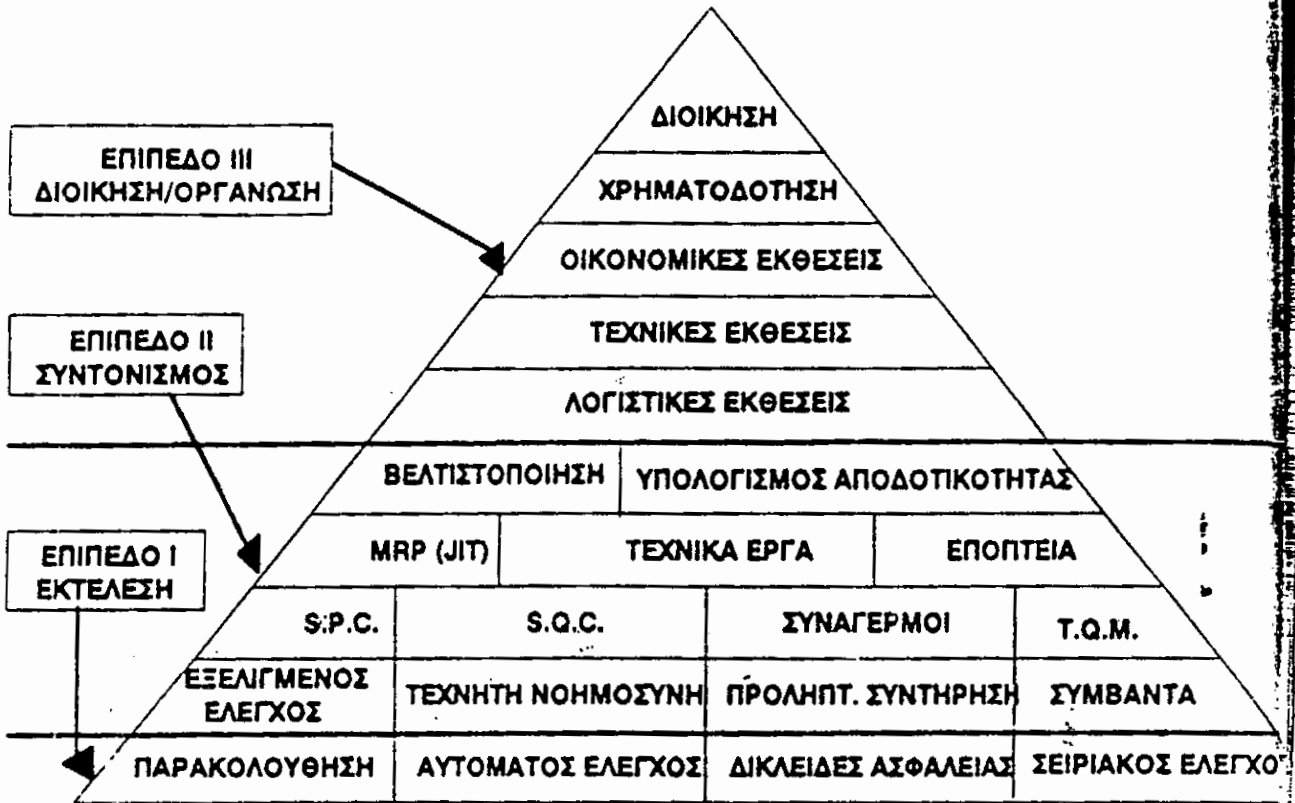 ΔΙΟΙΚΗΣΗ
ΕΠΙΠΕΔΟ ΙΙΙ
ΔΙΟΙΚΗΣΗ/ΟΡΓΑΝΩΣΗ
ΧΡΗΜΑΤΟΔΟΤΗΣΗ
ΟΙΚΟΝΟΜΙΚΕΣ ΕΚΘΕΣΕΙΣ
ΕΠΙΠΕΔΟ ΙΙ
ΣΥΝΤΟΝΙΣΜΟΣ
ΤΕΧΝΙΚΕΣ ΕΚΘΕΣΕΙΣ
ΛΟΓΙΣΤΙΚΕΣ ΕΚΘΕΣΕΙΣ
ΒΕΛΤΙΣΤΟΠΟΙΗΣΗ ΥΠΟΛΟΓΙΣΜΟΣ ΑΠΟΔΟΤΙΚΟΤΗΤΑΣ
ΕΠΙΠΕΔΟ Ι
ΕΚΤΕΛΕΣΗ
MRP (JIT) ΤΕΧΝΙΚΑ ΕΡΓΑ ΕΠΟΠΤΕΙΑ
S.P.C. S.Q.C. ΣΥΝΑΓΕΡΜΟΙ T.Q.M.
ΕΞΕΛΙΓΜΕΝΟΣ
ΕΛΕΓΧΟΣ
ΤΕΧΝΗΤΗ ΝΟΗΜΟΣΥΝΗ ΠΡΟΛΗΠΤ. ΣΥΝΤΗΡΗΣΗ ΣΥΜΒΑΝΤΑ
ΠΑΡΑΚΟΛΟΥΘΗΣΗ ΑΥΤΟΜΑΤΟΣ ΕΛΕΓΧΟΣ ΔΙΚΛΕΙΔΕΣ ΑΣΦΑΛΕΙΑΣ ΣΕΙΡΙΑΚΟΣ ΕΛΕΓΧΟ